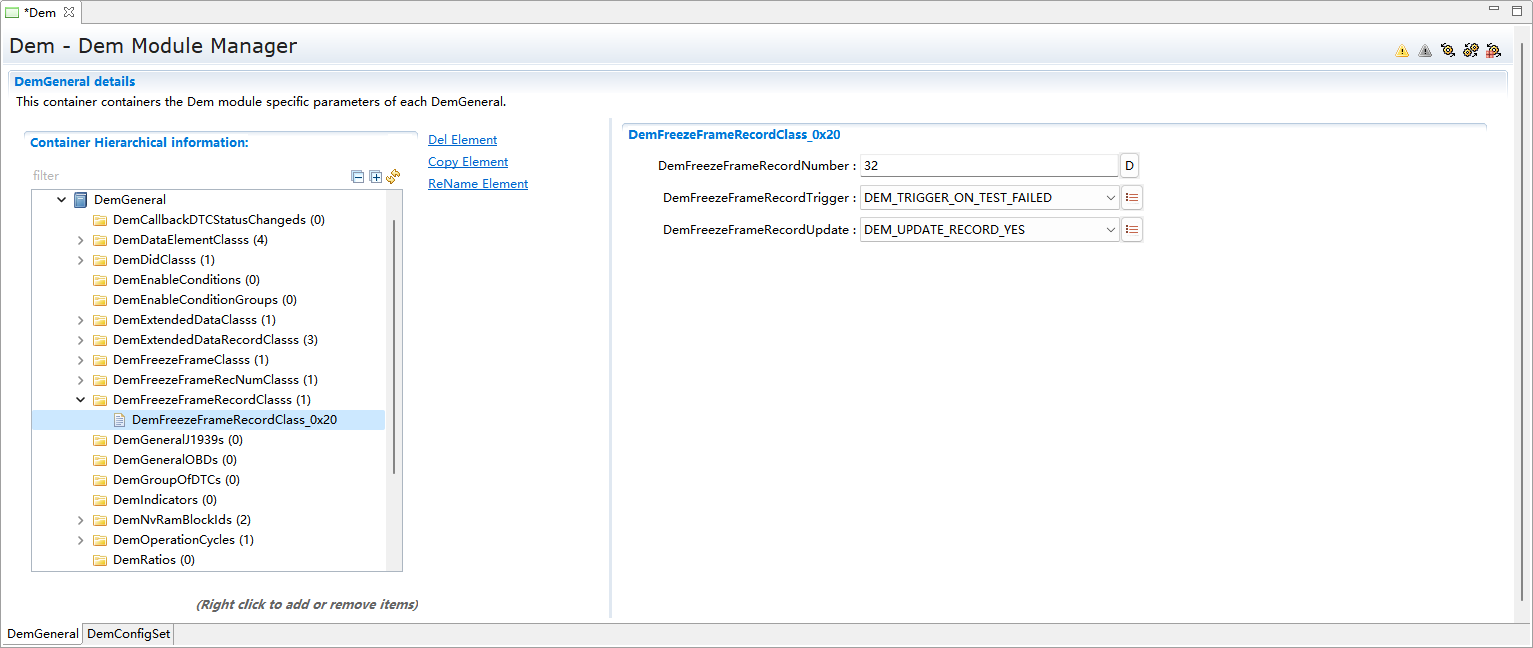 *Dem
Dem - Dem Module Manager
DemGeneral details
This container containers the Dem module specific parameters of each DemGeneral.
Container Hierarchical information:
filter
DemGeneral
DemCallbackDTCStatusChangeds (0)
DemDataElementClasss (4)
DemDidClasss (1)
DemEnableConditions (0)
DemEnableConditionGroups (0)
DemExtendedDataClasss (1)
DemExtendedDataRecordClasss (3)
DemFreezeFrameClasss (1)
DemFreezeFrameRecNumClasss (1)
DemFreezeFrameRecordClasss (1)
DemFreezeFrameRecordClass_0x20
DemGeneralJ1939s (0)
DemGeneralOBDs (0)
DemGroupOfDTCs (0)
DemIndicators (0)
DemNvRamBlockIds (2)
DemOperationCycles (1)
DemRatios (0)
(Right click to add or remove items)
Del Element
Copy Element
ReName Element
DemFreezeFrameRecordClass_0x20
DemFreezeFrameRecordNumber : 32 D
DemFreezeFrameRecordTrigger : DEM_TRIGGER_ON_TEST_FAILED
DemFreezeFrameRecordUpdate : DEM_UPDATE_RECORD_YES
DemGeneral DemConfigSet